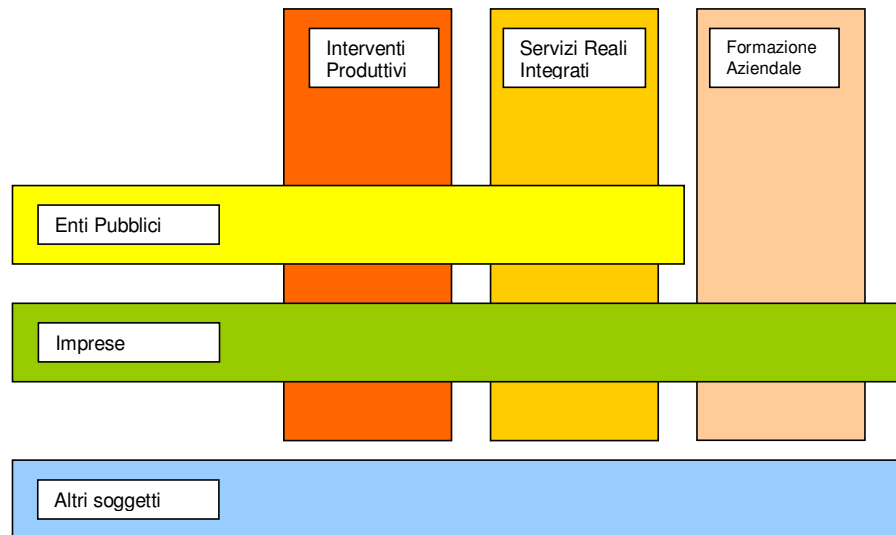 Interventi
Produttivi
Servizi Reali
Integrati
Formazione
Aziendale
Enti Pubblici
Imprese
Altri soggetti